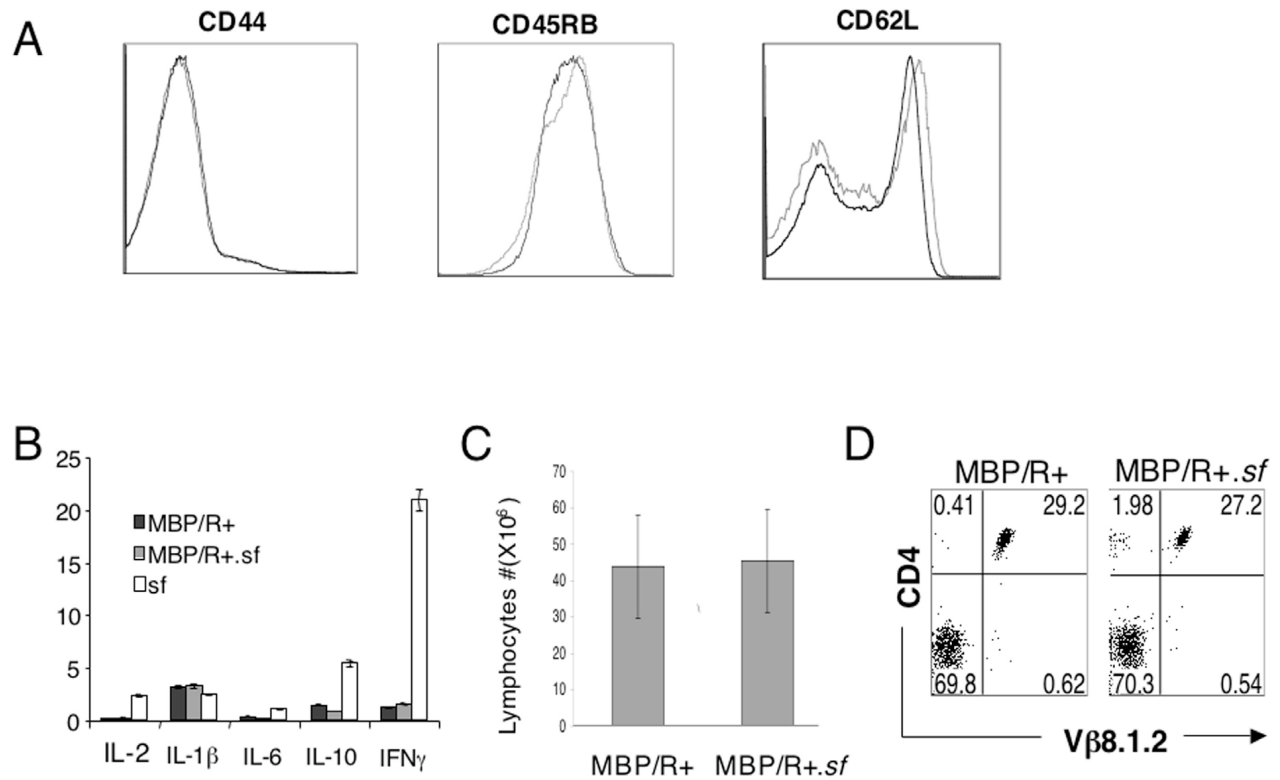 A
CD44 CD45RB CD62L
B
25
20
15
10
5
0
MBP/R+
MBP/R+.sf
sf
IL-2 IL-1β IL-6 IL-10 IFNγ
C
Lymphocytes #(X10⁶)
70
60
50
40
30
20
10
0
MBP/R+ MBP/R+.sf
D
MBP/R+ MBP/R+.sf
0.41 29.2 1.98 27.2
CD4
69.8 0.62 70.3 0.54
Vβ8.1.2